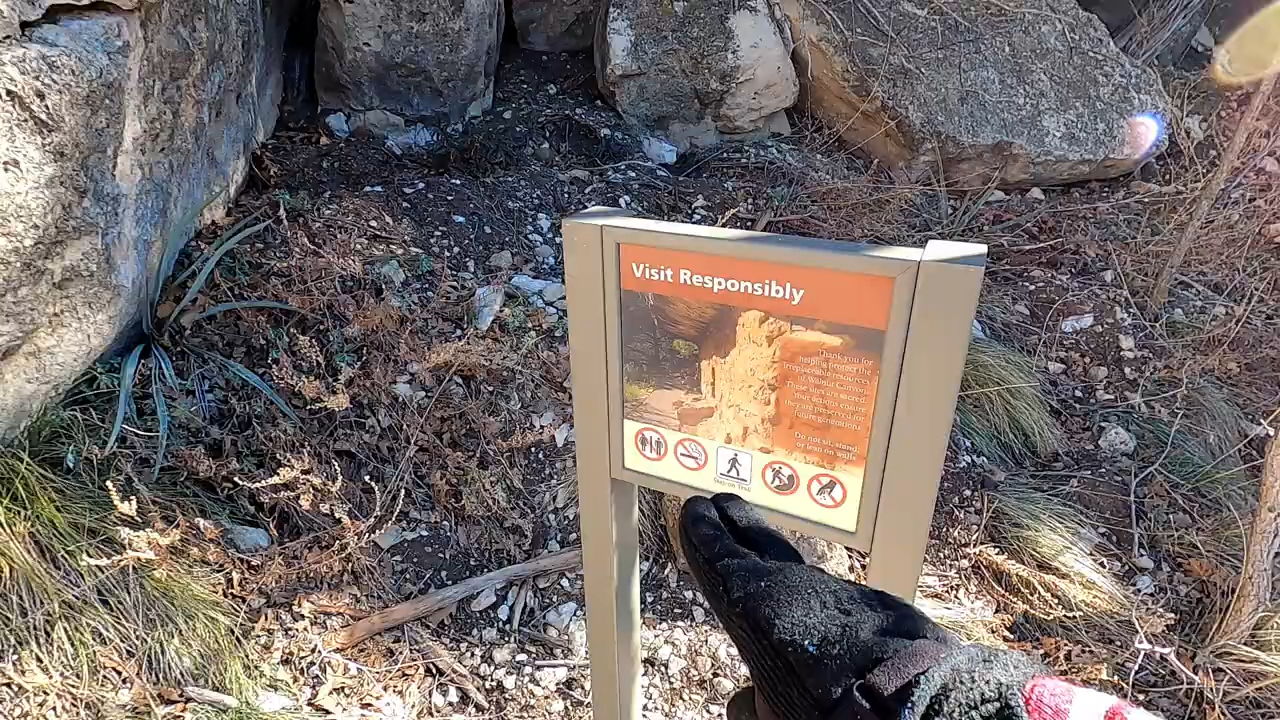 Visit Responsibly
Thank you for
helping protect the
irreplaceable resources
of Walnut Canyon.
These sites are sacred.
Your actions ensure
they are preserved for
future generations.
Do not sit, stand,
or lean on walls.
Stay on Trail